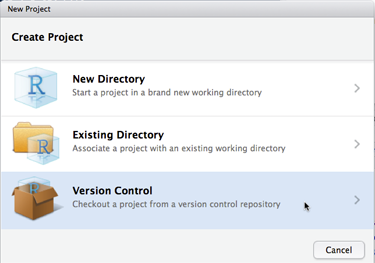 New Project
Create Project
New Directory
Start a project in a brand new working directory
Existing Directory
Associate a project with an existing working directory
Version Control
Checkout a project from a version control repository
Cancel